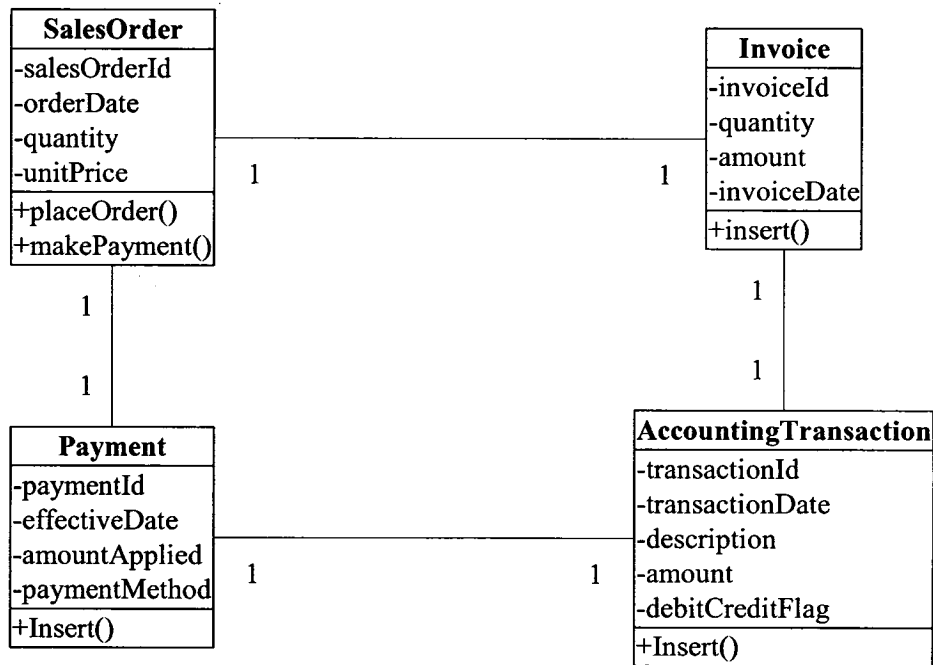 SalesOrder
-salesOrderId
-orderDate
-quantity
-unitPrice
+placeOrder()
+makePayment()
Invoice
-invoiceId
-quantity
-amount
-invoiceDate
+insert()
1
1
1
1
1
1
Payment
-paymentId
-effectiveDate
-amountApplied
-paymentMethod
+Insert()
1
1
AccountingTransaction
-transactionId
-transactionDate
-description
-amount
-debitCreditFlag
+Insert()